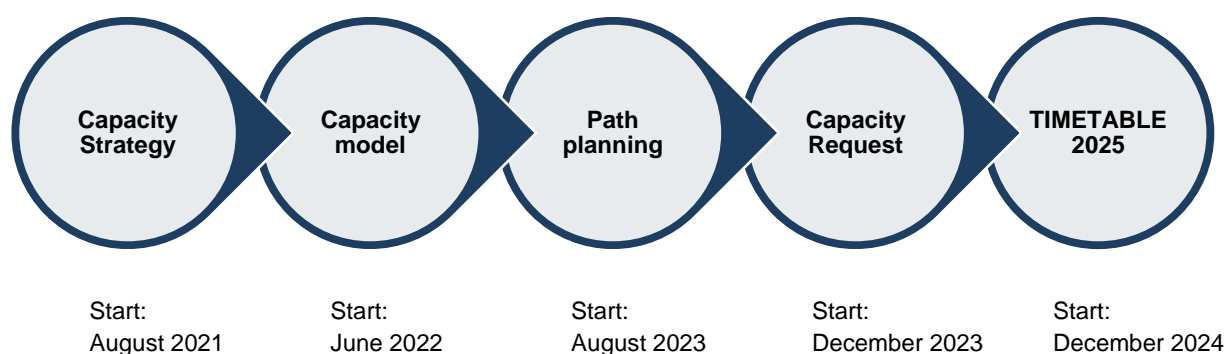 Capacity
Strategy
Capacity
model
Path
planning
Capacity
Request
TIMETABLE
2025
Start:
August 2021
Start:
June 2022
Start:
August 2023
Start:
December 2023
Start:
December 2024